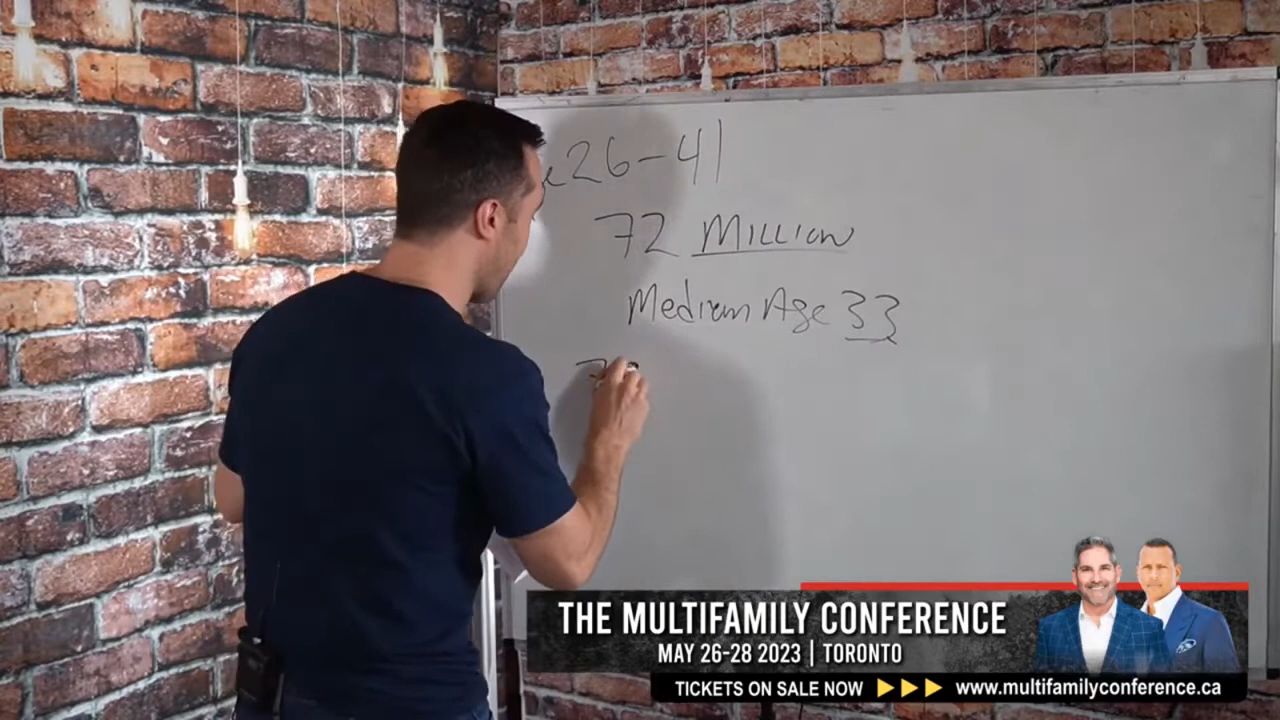 26-41
72 Million
Median Age 33
THE MULTIFAMILY CONFERENCE
MAY 26-28 2023 | TORONTO
TICKETS ON SALE NOW www.multifamilyconference.ca